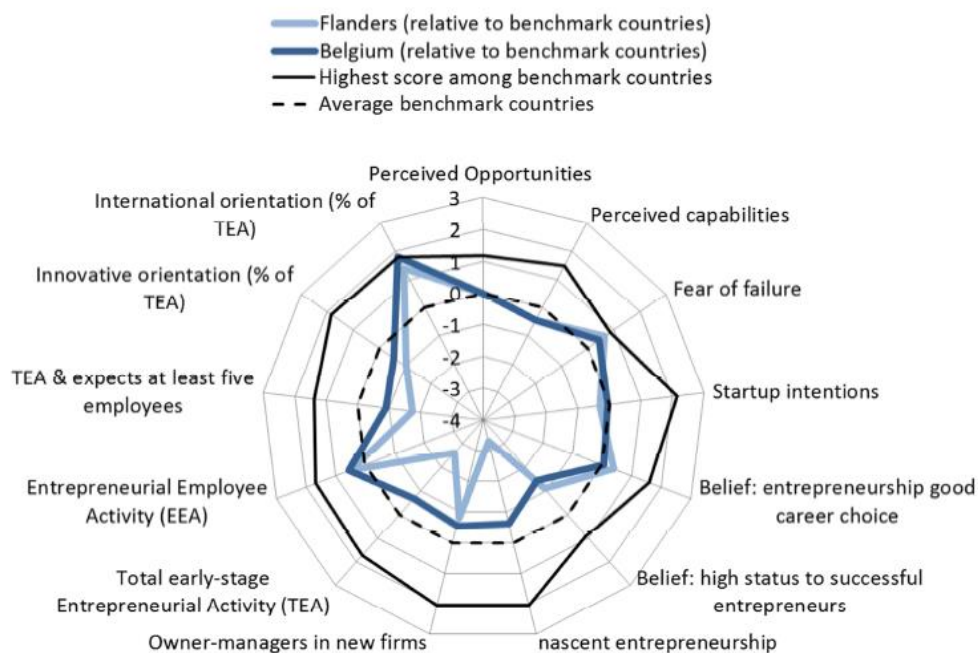 Flanders (relative to benchmark countries)
Belgium (relative to benchmark countries)
Highest score among benchmark countries
Average benchmark countries
Perceived Opportunities
International orientation (% of
TEA)
Perceived capabilities
Innovative orientation (% of
TEA)
Fear of failure
TEA & expects at least five
employees
Startup intentions
Entrepreneurial Employee
Activity (EEA)
Belief: entrepreneurship good
career choice
Total early-stage
Entrepreneurial Activity (TEA)
Belief: high status to successful
entrepreneurs
Owner-managers in new firms
nascent entrepreneurship
3
2
1
0
-1
-2
-3
-4